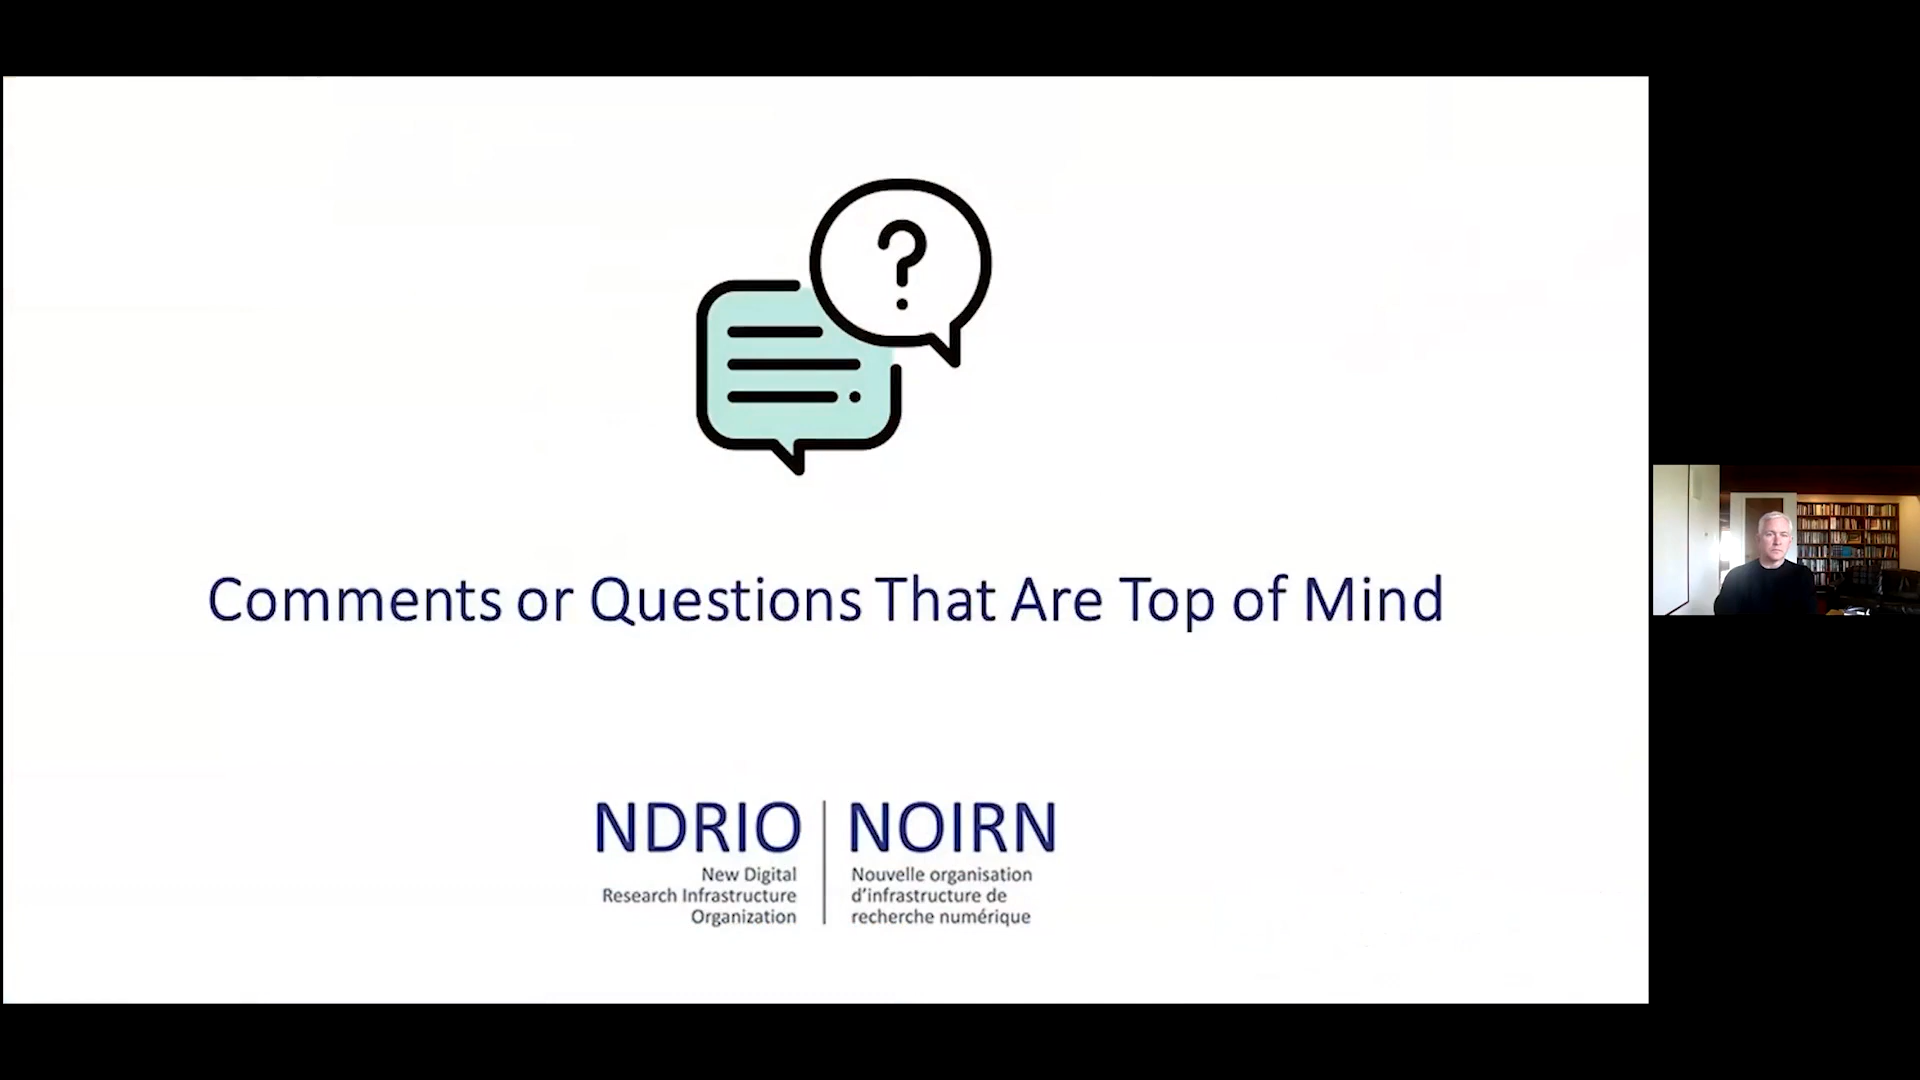 ?
Comments or Questions That Are Top of Mind
NDRIO
New Digital
Research Infrastructure
Organization
NOIRN
Nouvelle organisation
d'infrastructure de
recherche numérique